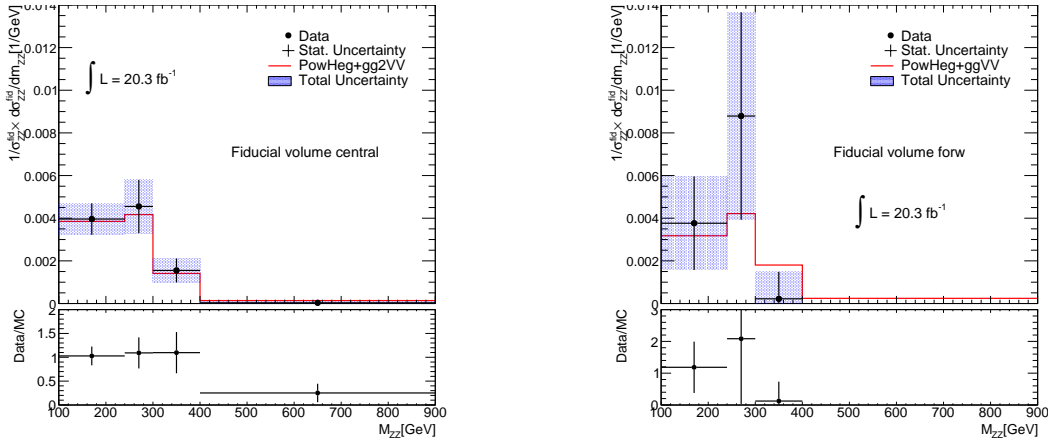 1/σ_ZZ^fid × dσ_ZZ^fid/dm_ZZ[1/GeV]
0.014
0.012
0.01
0.008
0.006
0.004
0.002
0
Data
Stat. Uncertainty
PowHeg+gg2VV
Total Uncertainty
∫ L = 20.3 fb⁻¹
Fiducial volume central
Data/MC
2
1.5
1
0.5
0
100 200 300 400 500 600 700 800 900
M_ZZ[GeV]
1/σ_ZZ^fid × dσ_ZZ^fid/dm_ZZ[1/GeV]
0.014
0.012
0.01
0.008
0.006
0.004
0.002
0
Data
Stat. Uncertainty
PowHeg+ggVV
Total Uncertainty
Fiducial volume forw
∫ L = 20.3 fb⁻¹
Data/MC
3
2
1
0
100 200 300 400 500 600 700 800 900
M_ZZ[GeV]